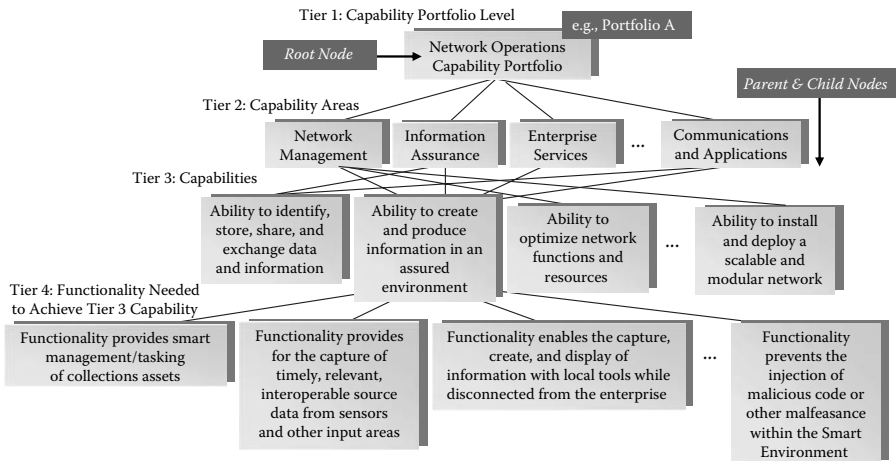 Tier 1: Capability Portfolio Level
e.g., Portfolio A
Root Node
Network Operations
Capability Portfolio
Parent & Child Nodes
Tier 2: Capability Areas
Network
Management
Information
Assurance
Enterprise
Services
...
Communications
and Applications
Tier 3: Capabilities
Ability to identify,
store, share, and
exchange data
and information
Ability to create
and produce
information in an
assured
environment
Ability to
optimize network
functions and
resources
...
Ability to install
and deploy a
scalable and
modular network
Tier 4: Functionality Needed
to Achieve Tier 3 Capability
Functionality provides smart
management/tasking
of collections assets
Functionality provides
for the capture of
timely, relevant,
interoperable source
data from sensors
and other input areas
Functionality enables the capture,
create, and display of
information with local tools while
disconnected from the enterprise
...
Functionality
prevents the
injection of
malicious code or
other malfeasance
within the Smart
Environment